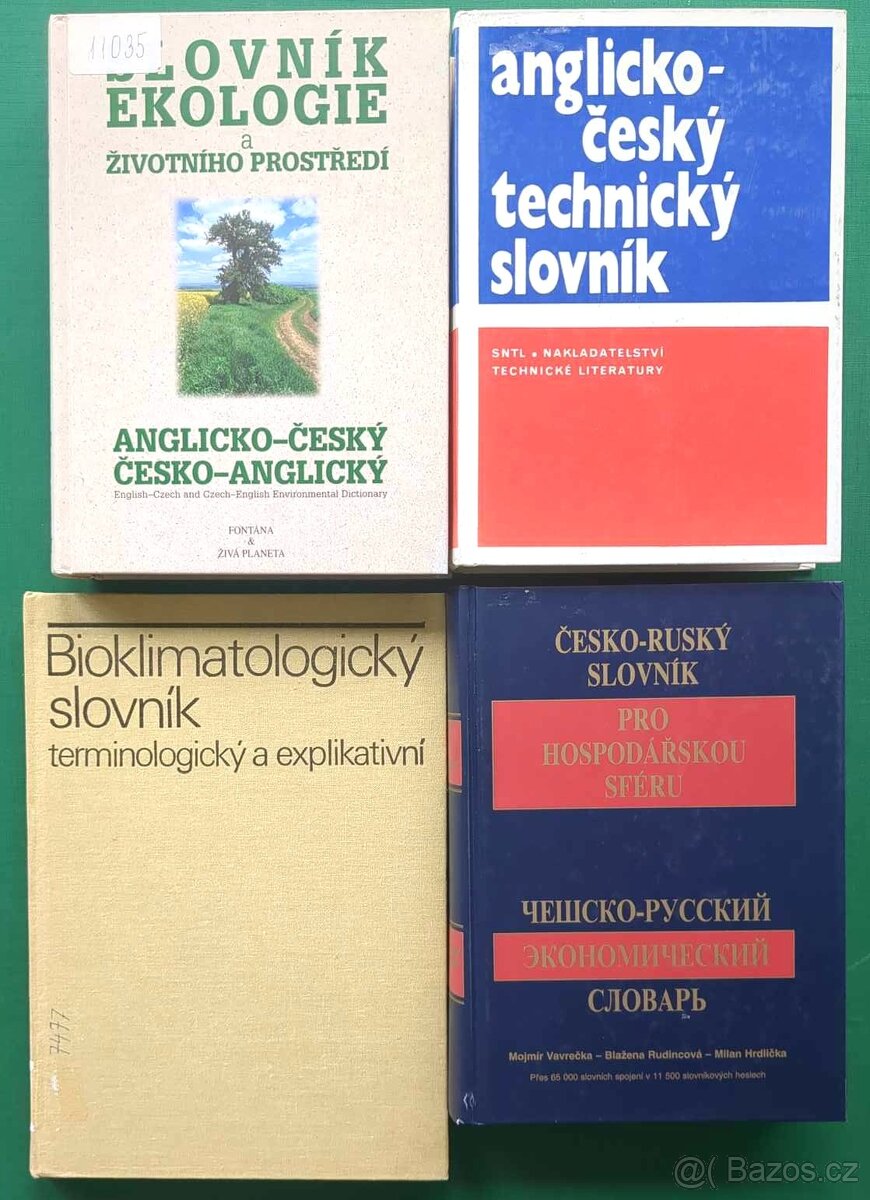 11035
SLOVNÍK
EKOLOGIE
a
ŽIVOTNÍHO PROSTŘEDÍ
ANGLICKO–ČESKÝ
ČESKO–ANGLICKÝ
English–Czech and Czech–English Environmental Dictionary
FONTÁNA
&
ŽIVÁ PLANETA
anglicko-
český
technický
slovník
SNTL • NAKLADATELSTVÍ
TECHNICKÉ LITERATURY
Bioklimatologický
slovník
terminologický a explikativní
7477
ČESKO-RUSKÝ
SLOVNÍK
PRO
HOSPODÁŘSKOU
SFÉRU
ЧЕШСКО-РУССКИЙ
ЭКОНОМИЧЕСКИЙ
СЛОВАРЬ
Mojmír Vavrečka – Blažena Rudincová – Milan Hrdlička
Přes 65 000 slovních spojení v 11 500 slovníkových heslech
@( Bazos.cz